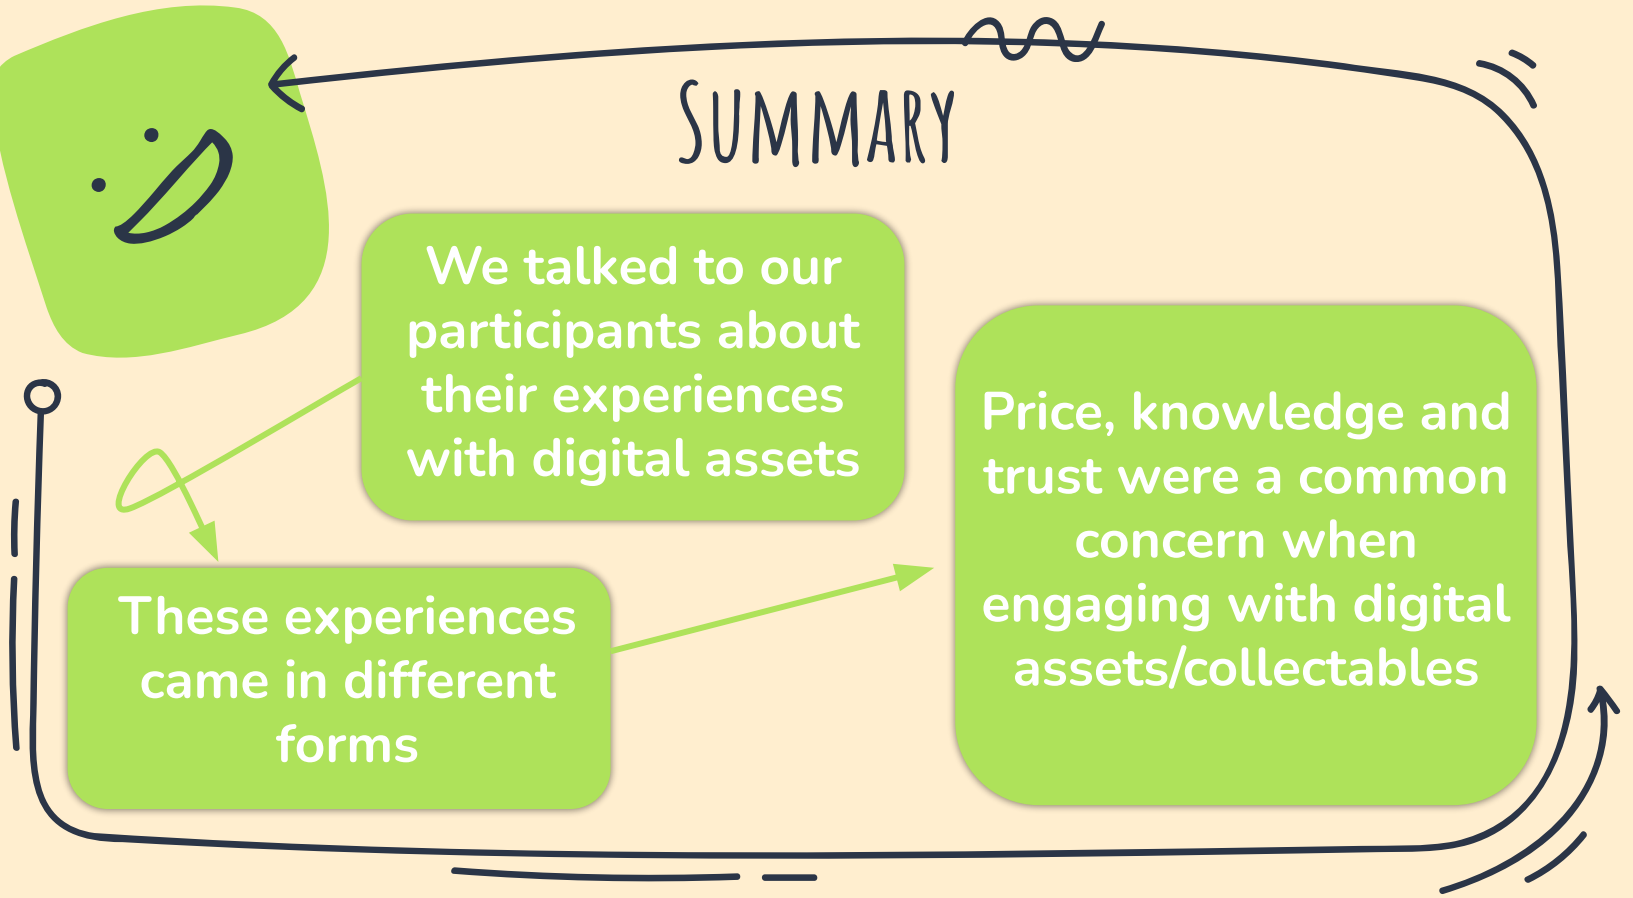 SUMMARY
We talked to our
participants about
their experiences
with digital assets
These experiences
came in different
forms
Price, knowledge and
trust were a common
concern when
engaging with digital
assets/collectables